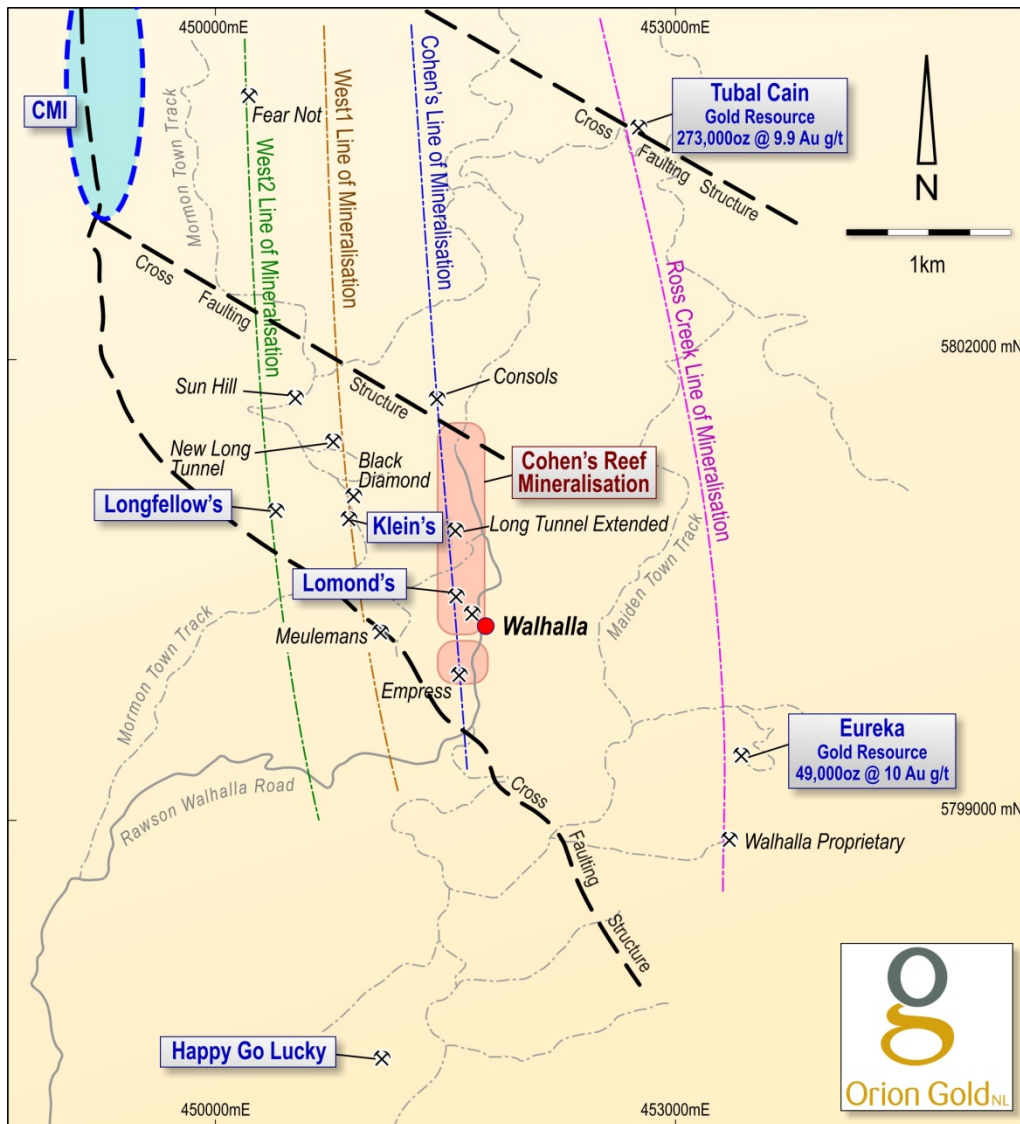 450000mE
453000mE
CMI
Mormon Town Track
Fear Not
West2 Line of Mineralisation
West1 Line of Mineralisation
Cohen's Line of Mineralisation
Cross
Faulting
Structure
Tubal Cain
Gold Resource
273,000oz @ 9.9 Au g/t
N
1km
Ross Creek Line of Mineralisation
Cross
Faulting
Structure
5802000 mN
Sun Hill
Consols
New Long
Tunnel
Black
Diamond
Cohen's Reef
Mineralisation
Longfellow's
Klein's
Long Tunnel Extended
Lomond's
Walhalla
Maiden Town Track
Meulemans
Mormon Town Track
Empress
Eureka
Gold Resource
49,000oz @ 10 Au g/t
Rawson Walhalla Road
Cross
Faulting
Structure
5799000 mN
Walhalla Proprietary
Happy Go Lucky
g
Orion Gold NL
450000mE
453000mE